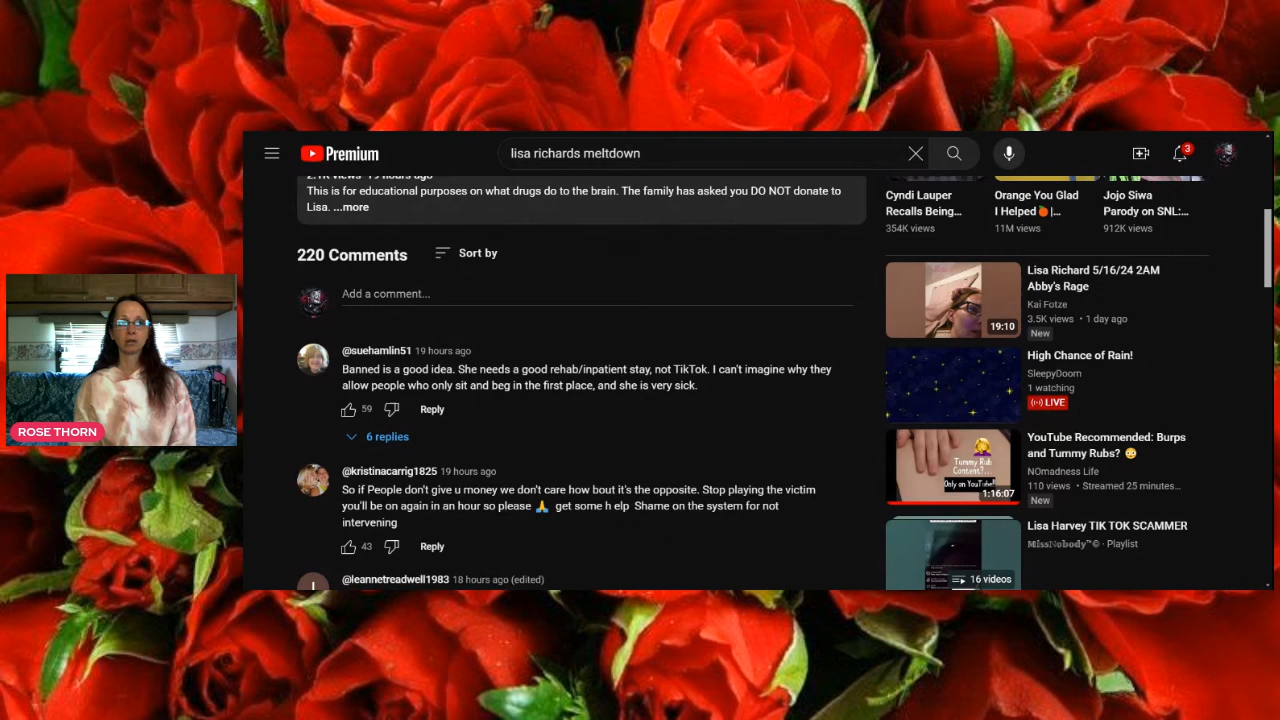 Premium
lisa richards meltdown
3
2.1K views 19 hours ago
This is for educational purposes on what drugs do to the brain. The family has asked you DO NOT donate to
Lisa. ...more
220 Comments
Sort by
Add a comment...
@suehamlin51 19 hours ago
Banned is a good idea. She needs a good rehab/inpatient stay, not TikTok. I can't imagine why they
allow people who only sit and beg in the first place, and she is very sick.
59
Reply
6 replies
@kristinacarrig1825 19 hours ago
So if People don't give u money we don't care how bout it's the opposite. Stop playing the victim
you'll be on again in an hour so please 🙏 get some h elp Shame on the system for not
intervening
43
Reply
@leannetreadwell1983 18 hours ago (edited)
Cyndi Lauper
Recalls Being...
354K views
Orange You Glad
I Helped🍊|...
11M views
Jojo Siwa
Parody on SNL:...
912K views
19:10
Lisa Richard 5/16/24 2AM
Abby's Rage
Kai Fotze
3.5K views • 1 day ago
New
High Chance of Rain!
SleepyDoom
1 watching
LIVE
Tummy Rub
Content?...
Only on YouTube!
1:16:07
YouTube Recommended: Burps
and Tummy Rubs? 😳
N0madness Life
110 views • Streamed 25 minutes...
New
16 videos
Lisa Harvey TIK TOK SCAMMER
MissNobody™© · Playlist
ROSE THORN